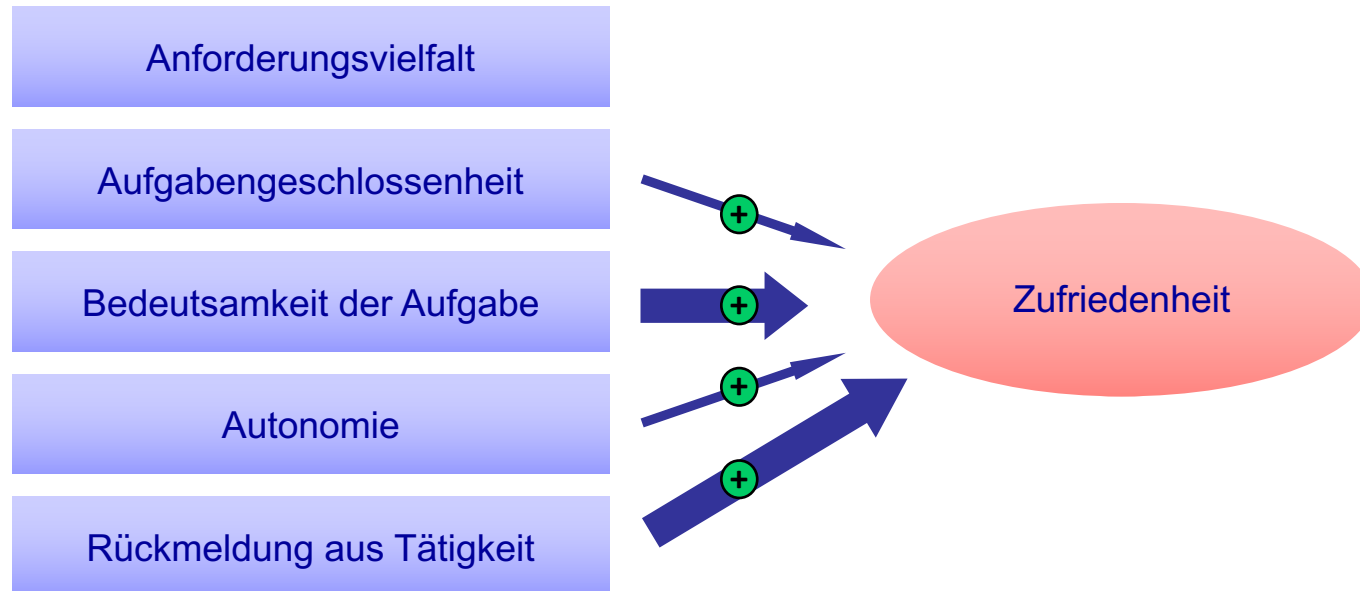 Anforderungsvielfalt
Aufgabengeschlossenheit
+
Bedeutsamkeit der Aufgabe
+
Zufriedenheit
+
Autonomie
+
Rückmeldung aus Tätigkeit